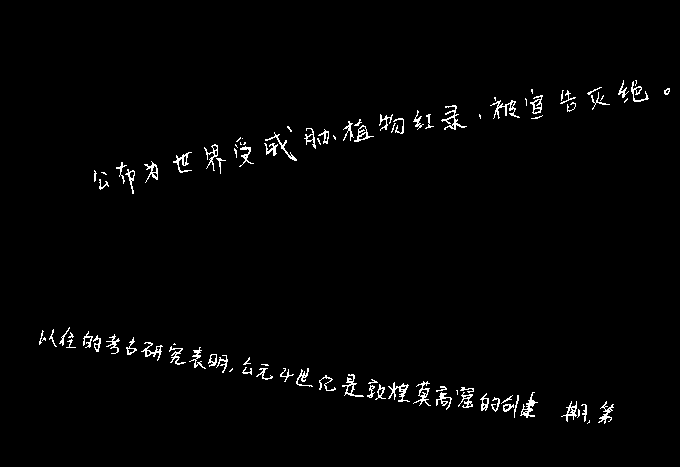 公布为世界受威胁植物红录，被宣告灭绝。
以往的考古研究表明，公元4世纪是敦煌莫高窟的创建 期，第